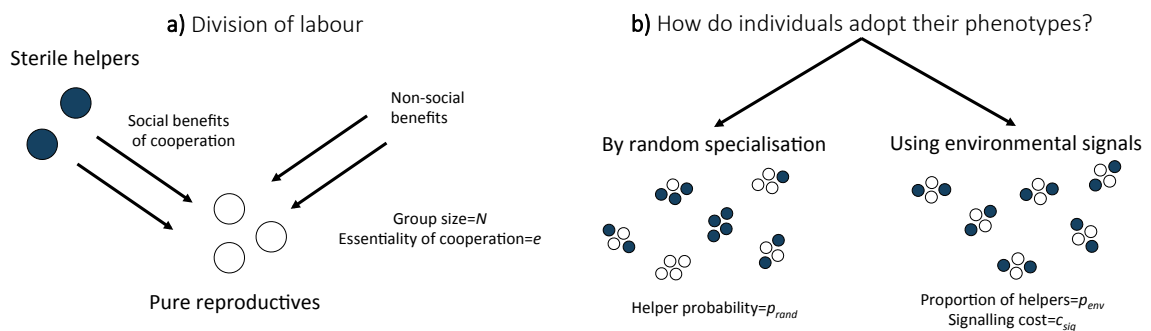 a) Division of labour
Sterile helpers
Social benefits
of cooperation
Non-social
benefits
Group size=N
Essentiality of cooperation=e
Pure reproductives
b) How do individuals adopt their phenotypes?
By random specialisation
Helper probability=p_rand
Using environmental signals
Proportion of helpers=p_env
Signalling cost=c_sig